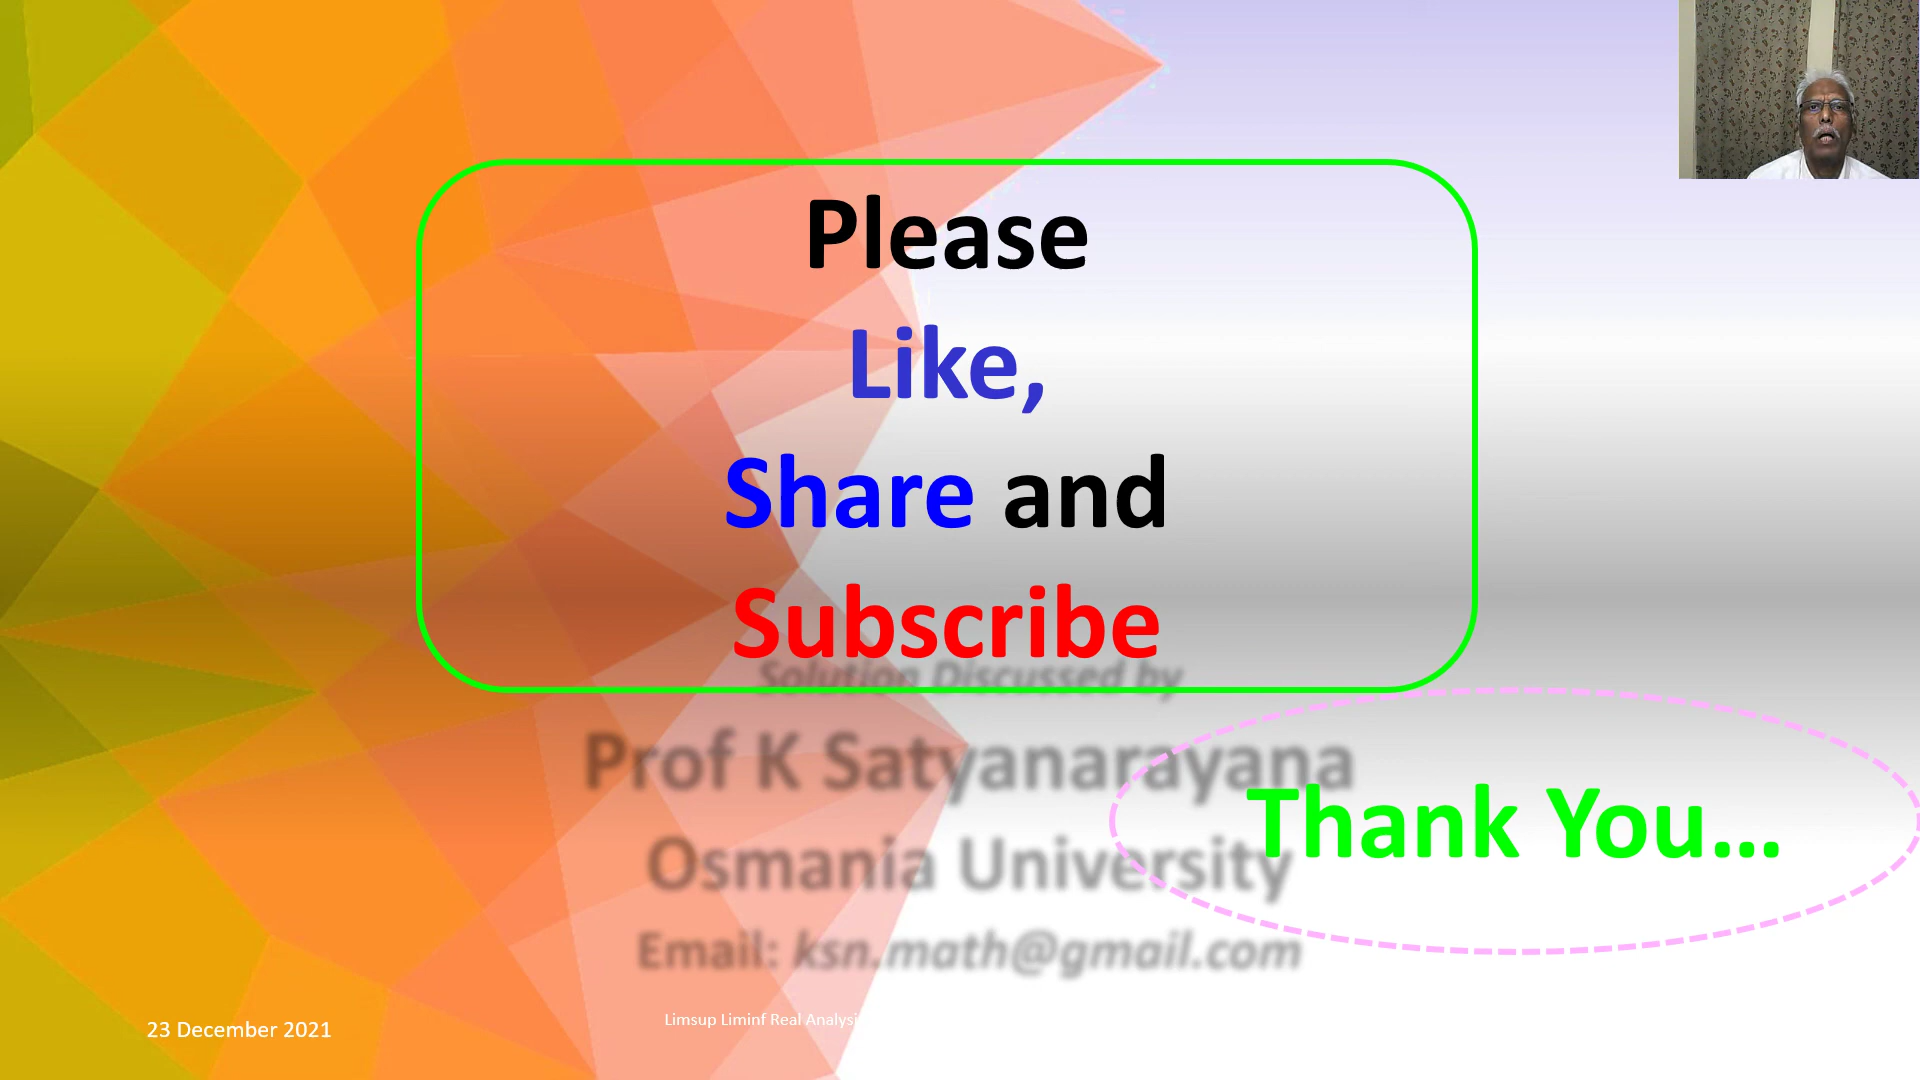 Please
Like,
Share and
Subscribe
Solution Discussed by
Prof K Satyanarayana
Osmania University
Email: ksn.math@gmail.com
Thank You...
23 December 2021
Limsup Liminf Real Analysis